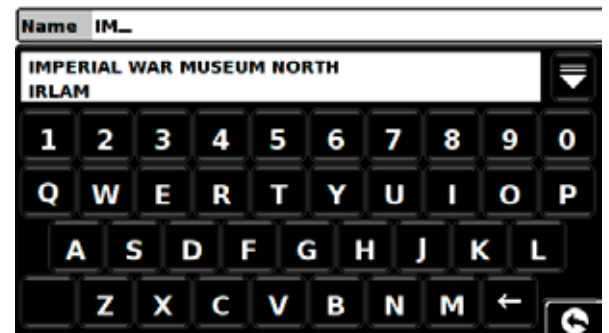 Name IM_
IMPERIAL WAR MUSEUM NORTH
IRLAM
1 2 3 4 5 6 7 8 9 0
Q W E R T Y U I O P
A S D F G H J K L
Z X C V B N M ←